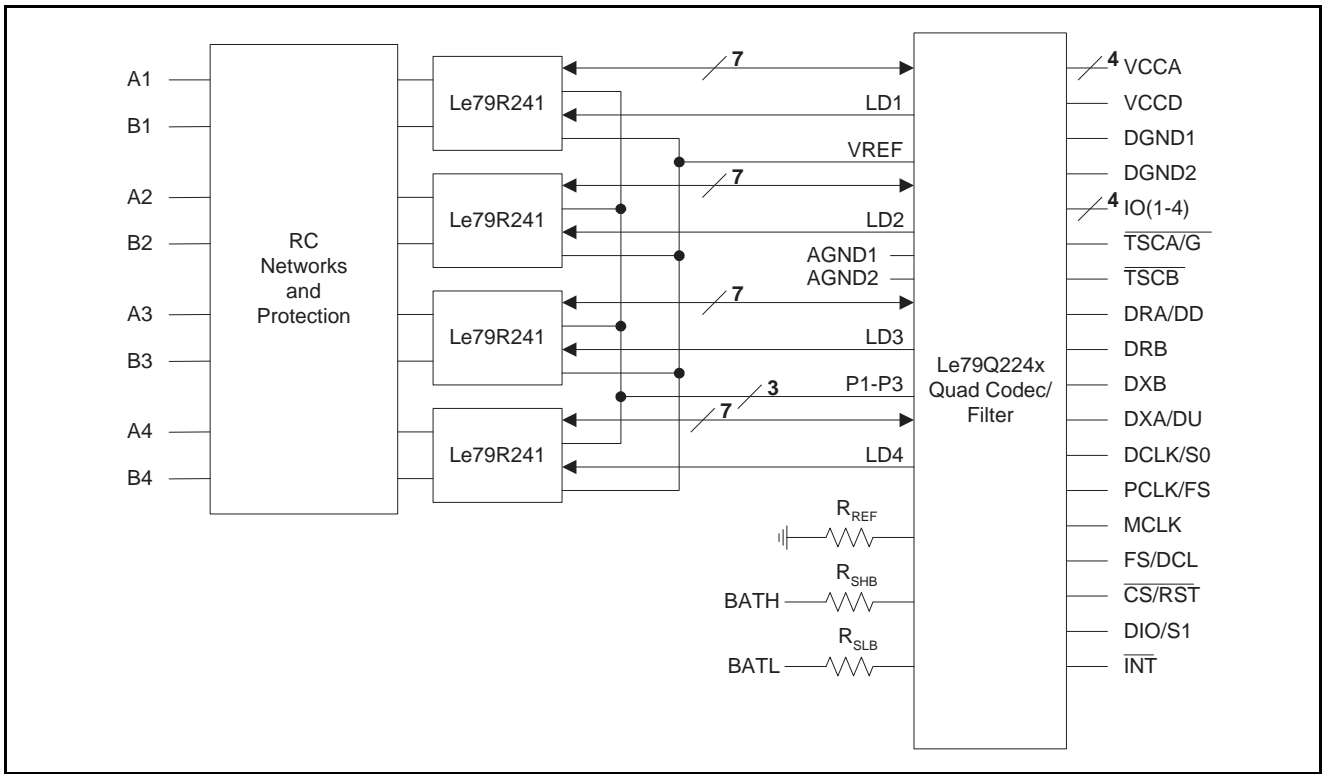 A1
B1
A2
B2
A3
B3
A4
B4
RC
Networks
and
Protection
Le79R241
Le79R241
Le79R241
Le79R241
7
LD1
VREF
7
LD2
AGND1
AGND2
7
LD3
3
P1-P3
7
LD4
RREF
RSHB
BATH
RSLB
BATL
Le79Q224x
Quad Codec/
Filter
4
VCCA
VCCD
DGND1
DGND2
4
IO(1-4)
TSCA/G
TSCB
DRA/DD
DRB
DXB
DXA/DU
DCLK/S0
PCLK/FS
MCLK
FS/DCL
CS/RST
DIO/S1
INT